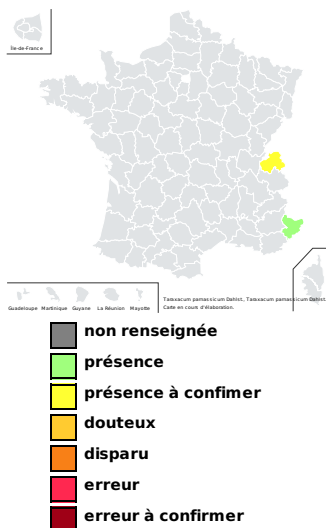 Île-de-France
Guadeloupe Martinique Guyane La Réunion Mayotte
Taraxacum parnassicum Dahlst., Taraxacum parnassicum Dahlst.
Carte en cours d'élaboration.
non renseignée
présence
présence à confimer
douteux
disparu
erreur
erreur à confirmer